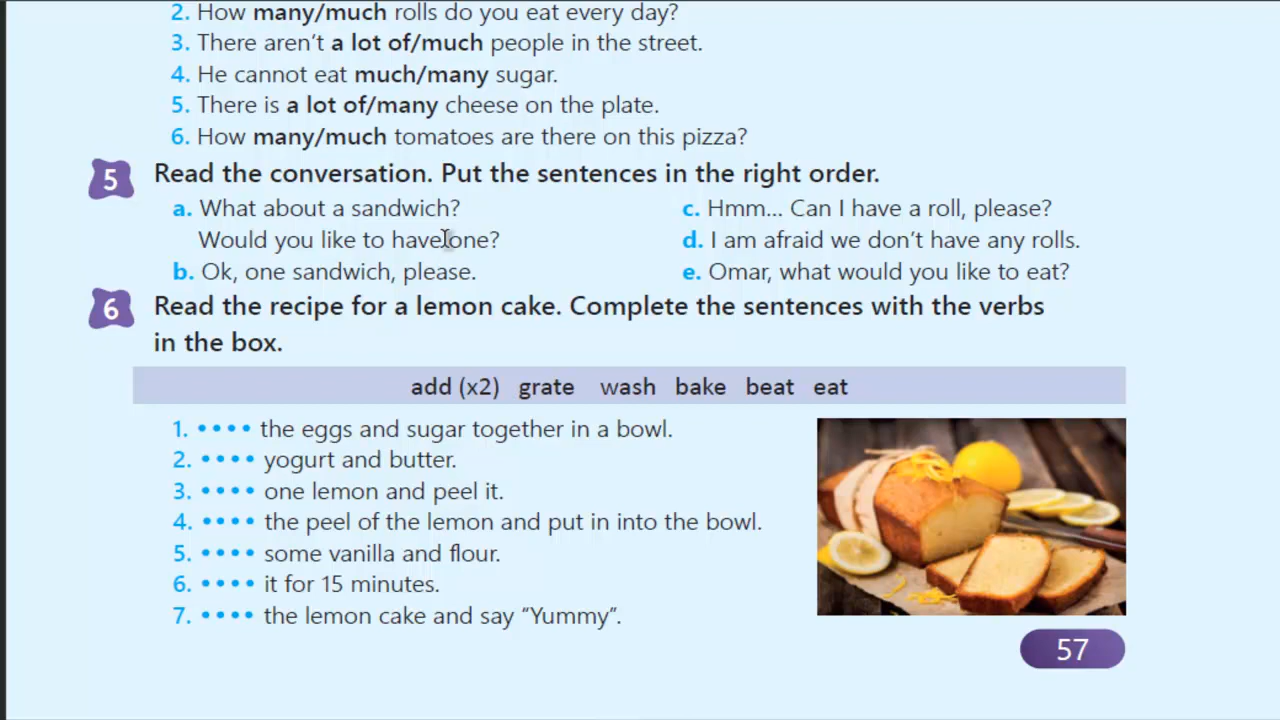 2. How many/much rolls do you eat every day?
3. There aren't a lot of/much people in the street.
4. He cannot eat much/many sugar.
5. There is a lot of/many cheese on the plate.
6. How many/much tomatoes are there on this pizza?
5 Read the conversation. Put the sentences in the right order.
a. What about a sandwich?
Would you like to have one?
b. Ok, one sandwich, please.
c. Hmm... Can I have a roll, please?
d. I am afraid we don't have any rolls.
e. Omar, what would you like to eat?
6 Read the recipe for a lemon cake. Complete the sentences with the verbs
in the box.
add (x2) grate wash bake beat eat
1. •••• the eggs and sugar together in a bowl.
2. •••• yogurt and butter.
3. •••• one lemon and peel it.
4. •••• the peel of the lemon and put in into the bowl.
5. •••• some vanilla and flour.
6. •••• it for 15 minutes.
7. •••• the lemon cake and say “Yummy”.
57